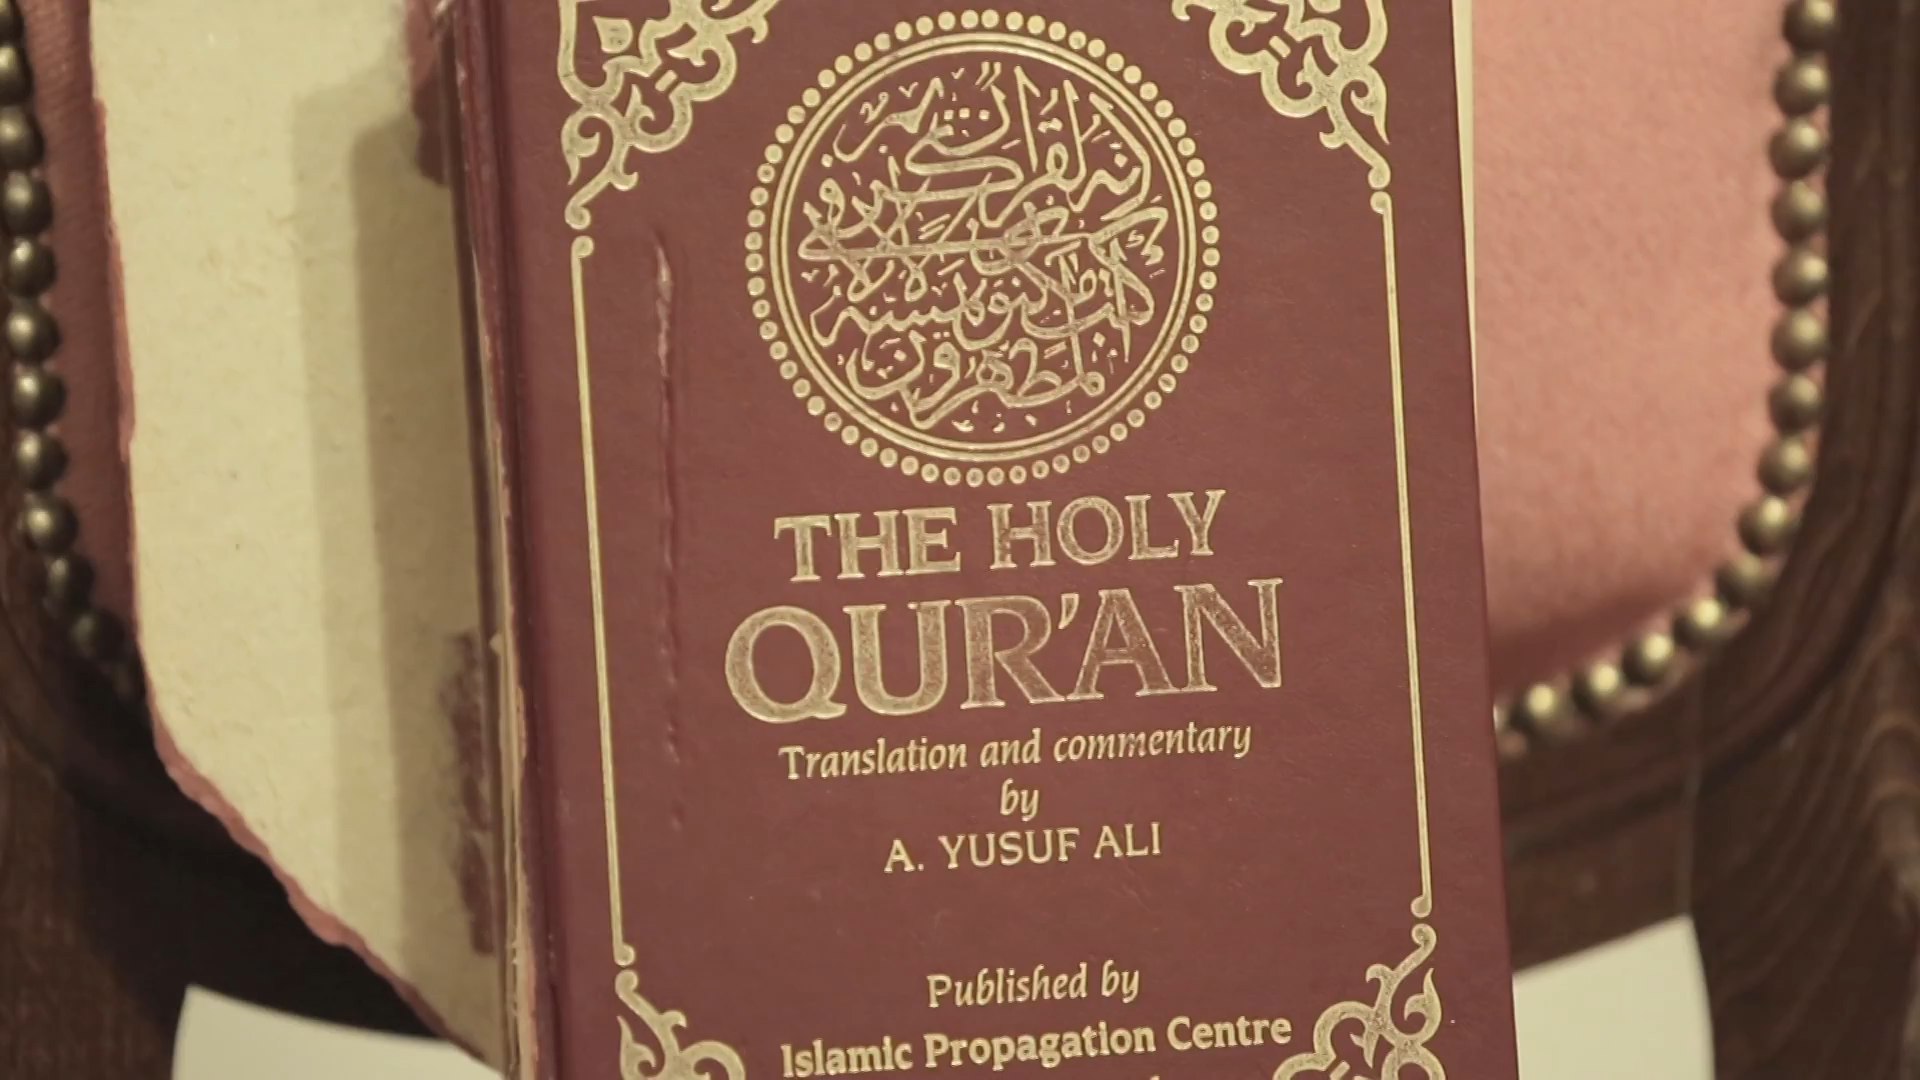 إنه لقرآن كريم
في كتاب مكنون
لا يمسه إلا
المطهرون
THE HOLY
QUR'AN
Translation and commentary
by
A. YUSUF ALI
Published by
Islamic Propagation Centre